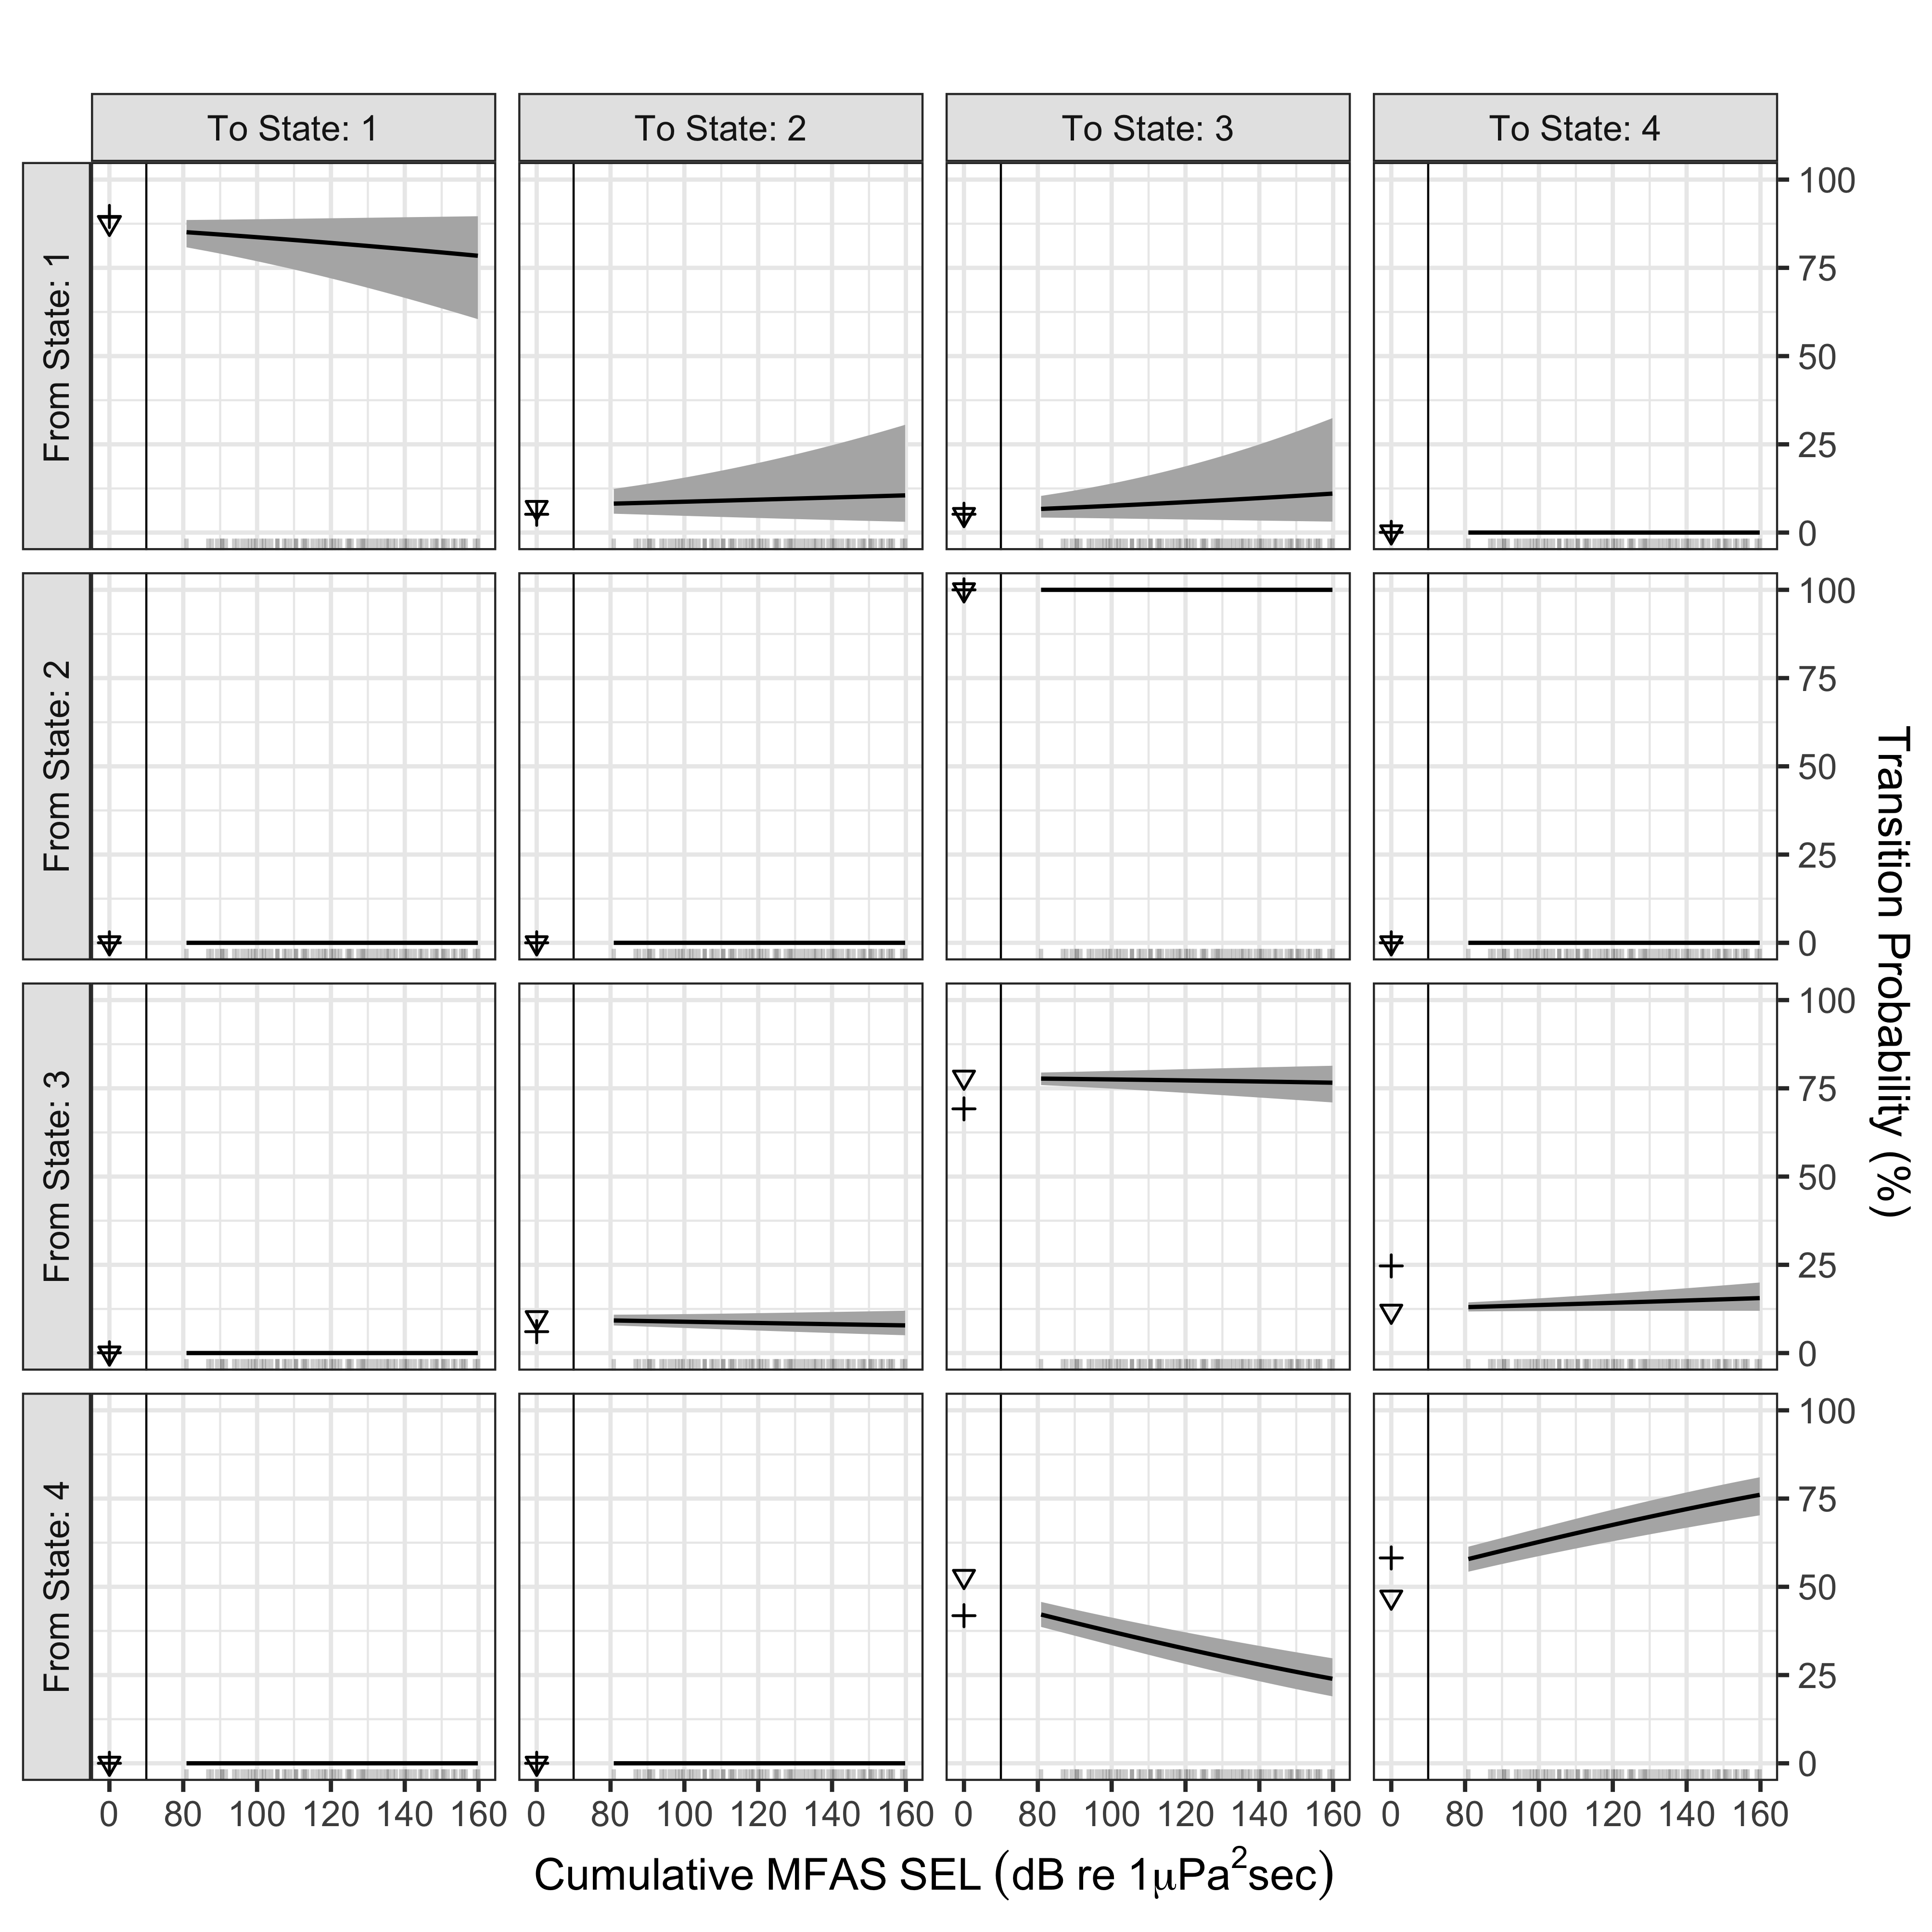 To State: 1 To State: 2 To State: 3 To State: 4
From State: 1
100
75
50
25
0
From State: 2
100
75
50
25
0
From State: 3
100
75
50
25
0
From State: 4
100
75
50
25
0
Transition Probability (%)
0 80 100 120 140 160 0 80 100 120 140 160 0 80 100 120 140 160 0 80 100 120 140 160
Cumulative MFAS SEL (dB re 1μPa²sec)